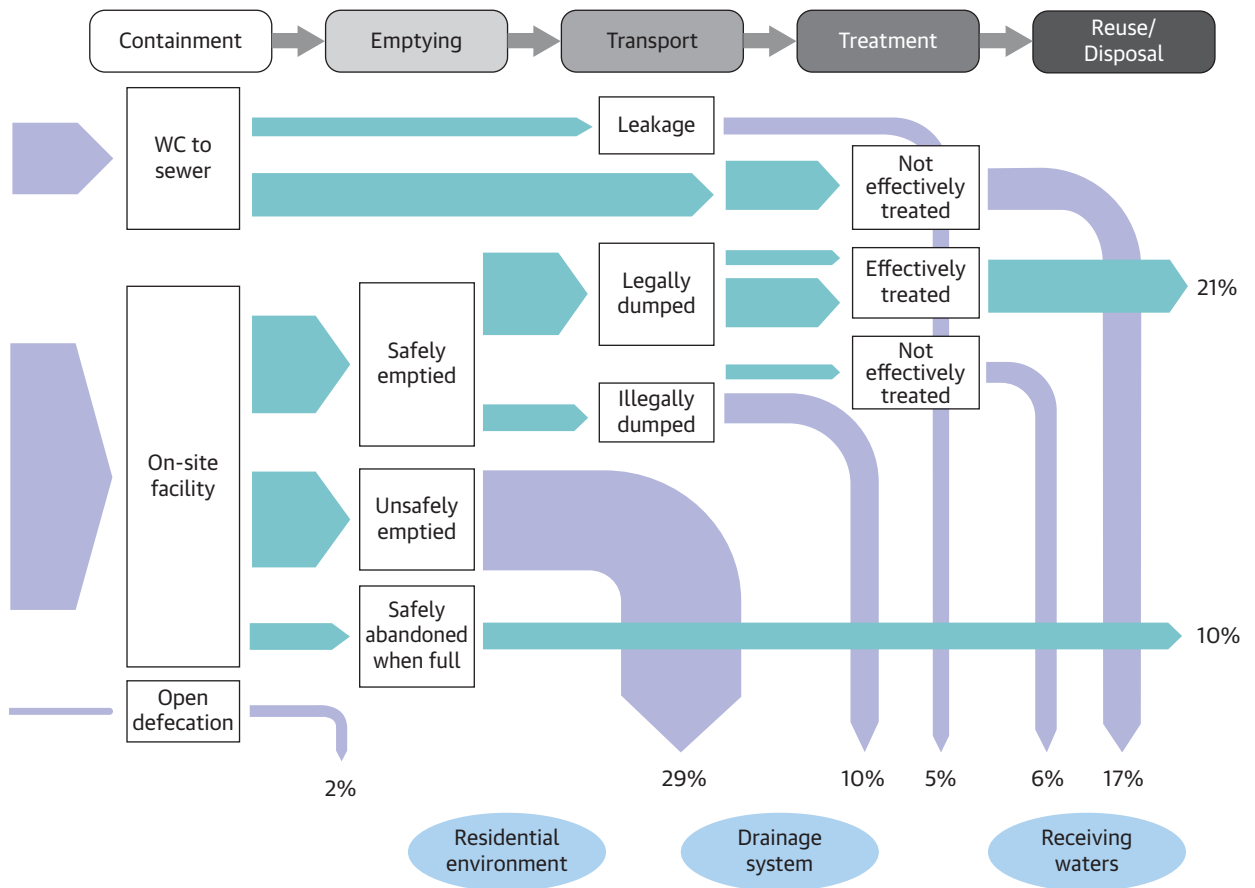 Containment
Emptying
Transport
Treatment
Reuse/
Disposal
WC to
sewer
Leakage
Not
effectively
treated
Legally
dumped
Effectively
treated
21%
On-site
facility
Safely
emptied
Illegally
dumped
Not
effectively
treated
Unsafely
emptied
Safely
abandoned
when full
10%
Open
defecation
2%
29%
10%
5%
6%
17%
Residential
environment
Drainage
system
Receiving
waters